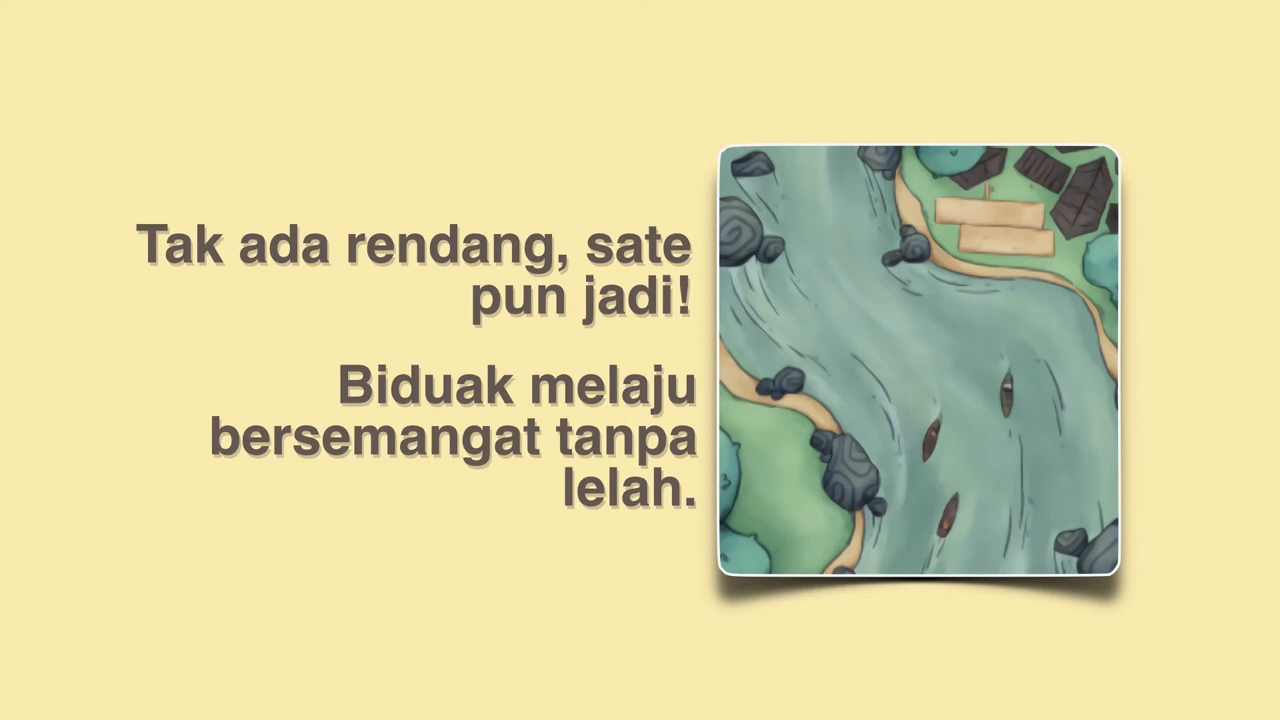 Tak ada rendang, sate
pun jadi!
Biduak melaju
bersemangat tanpa
lelah.